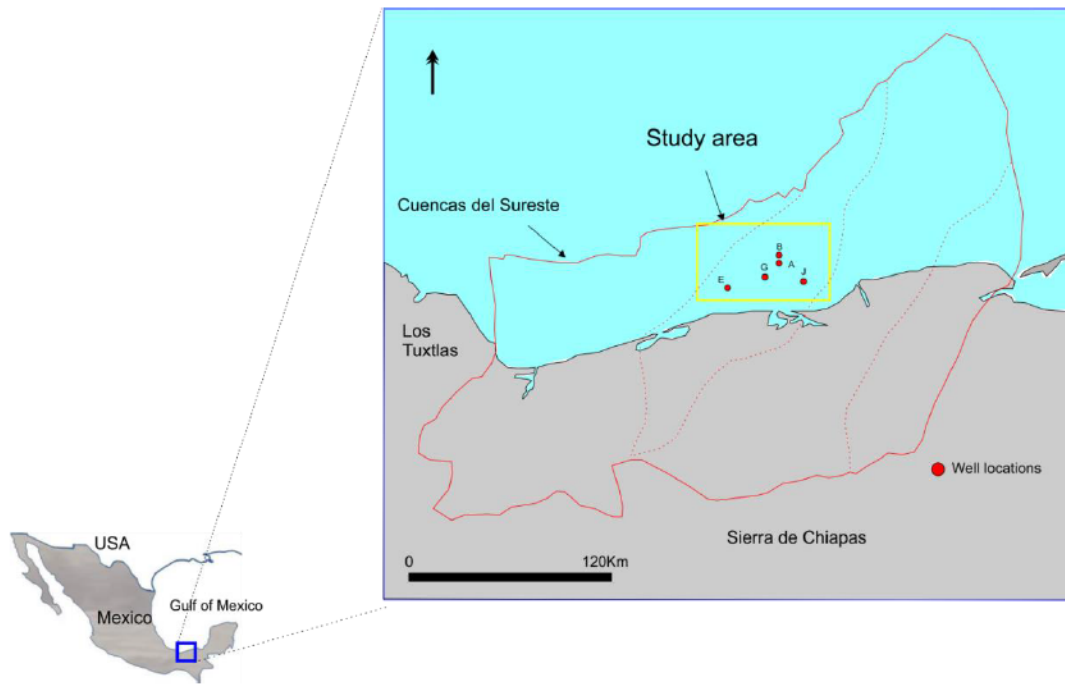 Study area
Cuencas del Sureste
B
A
G
E
J
Los
Tuxtlas
Well locations
Sierra de Chiapas
0
120Km
USA
Gulf of Mexico
Mexico